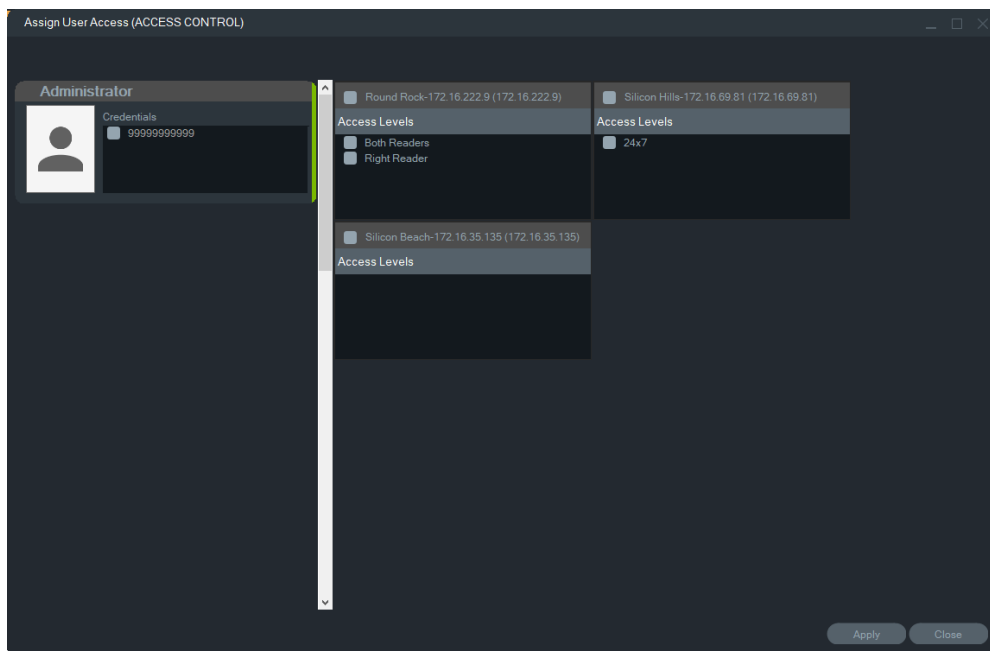 Assign User Access (ACCESS CONTROL)
Administrator
Credentials
99999999999
Round Rock-172.16.222.9 (172.16.222.9)
Access Levels
Both Readers
Right Reader
Silicon Hills-172.16.69.81 (172.16.69.81)
Access Levels
24x7
Silicon Beach-172.16.35.135 (172.16.35.135)
Access Levels
Apply
Close